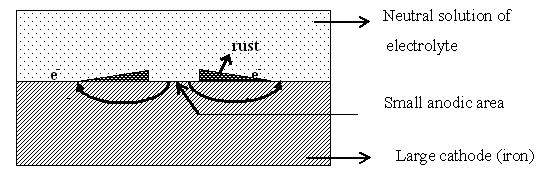 Neutral solution of
electrolyte
rust
e⁻
e
Small anodic area
Large cathode (iron)